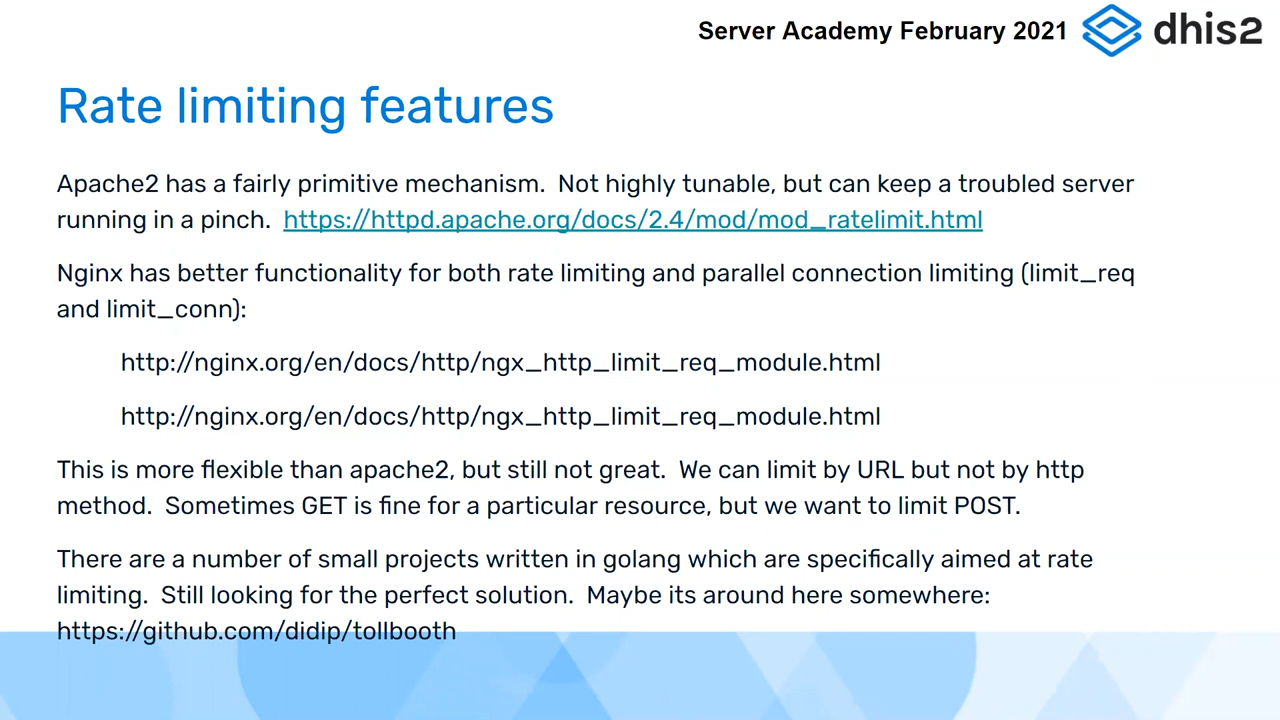 Server Academy February 2021
dhis2
Rate limiting features
Apache2 has a fairly primitive mechanism.  Not highly tunable, but can keep a troubled server
running in a pinch.  https://httpd.apache.org/docs/2.4/mod/mod_ratelimit.html
Nginx has better functionality for both rate limiting and parallel connection limiting (limit_req
and limit_conn):
http://nginx.org/en/docs/http/ngx_http_limit_req_module.html
http://nginx.org/en/docs/http/ngx_http_limit_req_module.html
This is more flexible than apache2, but still not great.  We can limit by URL but not by http
method.  Sometimes GET is fine for a particular resource, but we want to limit POST.
There are a number of small projects written in golang which are specifically aimed at rate
limiting.  Still looking for the perfect solution.  Maybe its around here somewhere:
https://github.com/didip/tollbooth